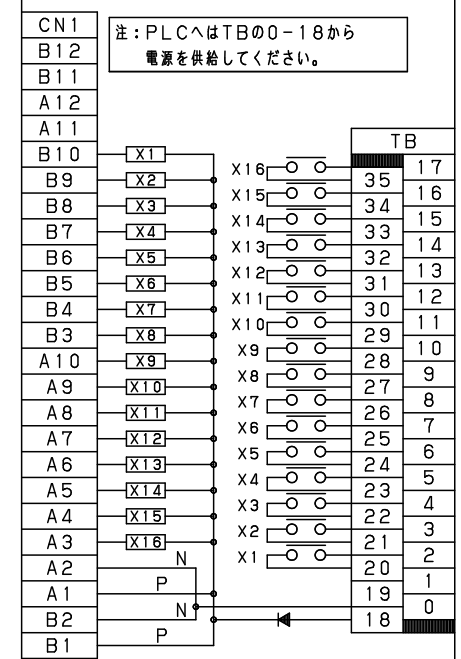 CN1
注：PLCへはTBの0-18から
電源を供給してください。
B12
B11
A12
A11
TB
B10 X1 X16 17
B9 X2 35
X15 16
B8 X3 34
X14 15
B7 X4 33
X13 14
B6 X5 32
X12 13
B5 X6 31
X11 12
B4 X7 30
X10 11
B3 X8 29
X9 10
A10 X9 28
X8 9
A9 X10 27
X7 8
A8 X11 26
X6 7
A7 X12 25
X5 6
A6 X13 24
X4 5
A5 X14 23
X3 4
A4 X15 22
X2 3
A3 X16 21
X1 2
A2 N 20
P 1
A1 19
N 0
B2 18
P
B1